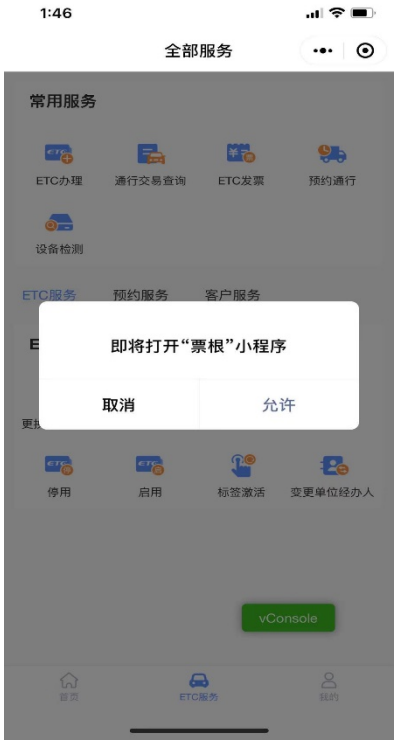 1:46
全部服务
常用服务
ETC办理 通行交易查询 ETC发票 预约通行
设备检测
ETC服务 预约服务 客户服务
E
即将打开“票根”小程序
取消 允许
更换
停用 启用 标签激活 变更单位经办人
vConsole
首页 ETC服务 我的